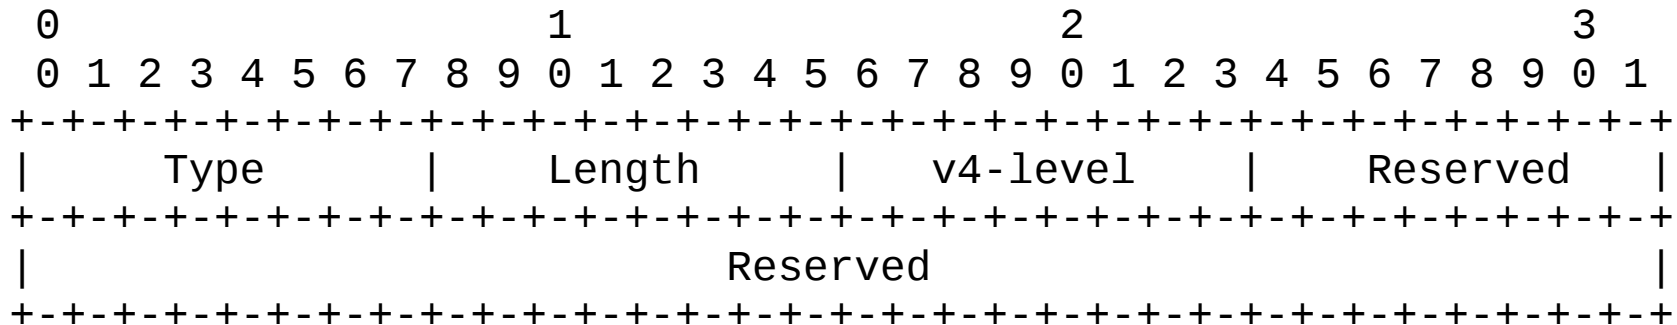 0                   1                   2                   3
 0 1 2 3 4 5 6 7 8 9 0 1 2 3 4 5 6 7 8 9 0 1 2 3 4 5 6 7 8 9 0 1
+-+-+-+-+-+-+-+-+-+-+-+-+-+-+-+-+-+-+-+-+-+-+-+-+-+-+-+-+-+-+-+-+
|     Type      |    Length     |   v4-level    |    Reserved   |
+-+-+-+-+-+-+-+-+-+-+-+-+-+-+-+-+-+-+-+-+-+-+-+-+-+-+-+-+-+-+-+-+
|                           Reserved                            |
+-+-+-+-+-+-+-+-+-+-+-+-+-+-+-+-+-+-+-+-+-+-+-+-+-+-+-+-+-+-+-+-+